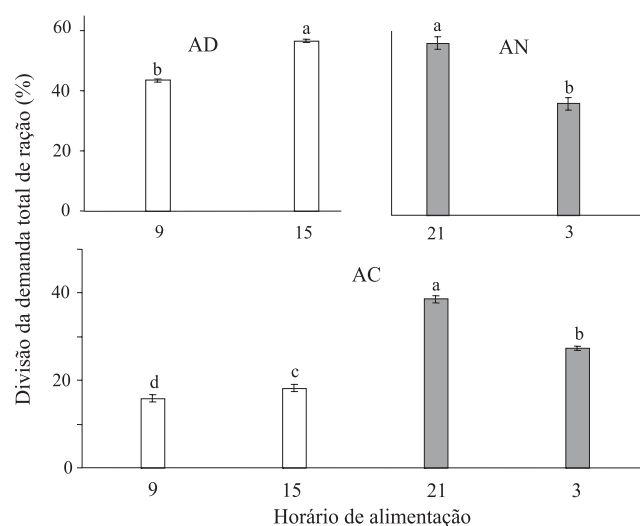 Divisão da demanda total de ração (%)
60
40
20
0
AD
b
a
9
15
AN
a
b
21
3
AC
40
20
0
d
c
a
b
9
15
21
3
Horário de alimentação